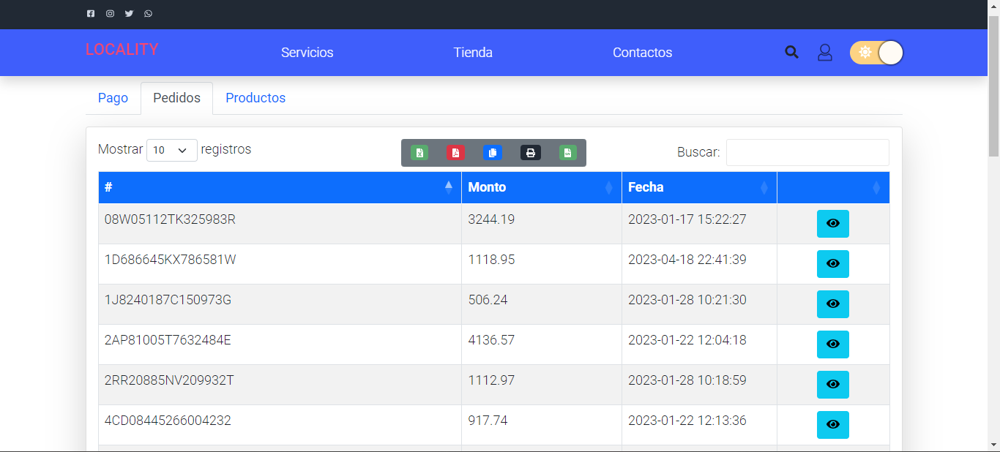 LOCALITY
Servicios
Tienda
Contactos
Pago
Pedidos
Productos
Mostrar 10 registros
Buscar:
# Monto Fecha
08W05112TK325983R 3244.19 2023-01-17 15:22:27
1D686645KX786581W 1118.95 2023-04-18 22:41:39
1J8240187C150973G 506.24 2023-01-28 10:21:30
2AP81005T7632484E 4136.57 2023-01-22 12:04:18
2RR20885NV209932T 1112.97 2023-01-28 10:18:59
4CD08445266004232 917.74 2023-01-22 12:13:36